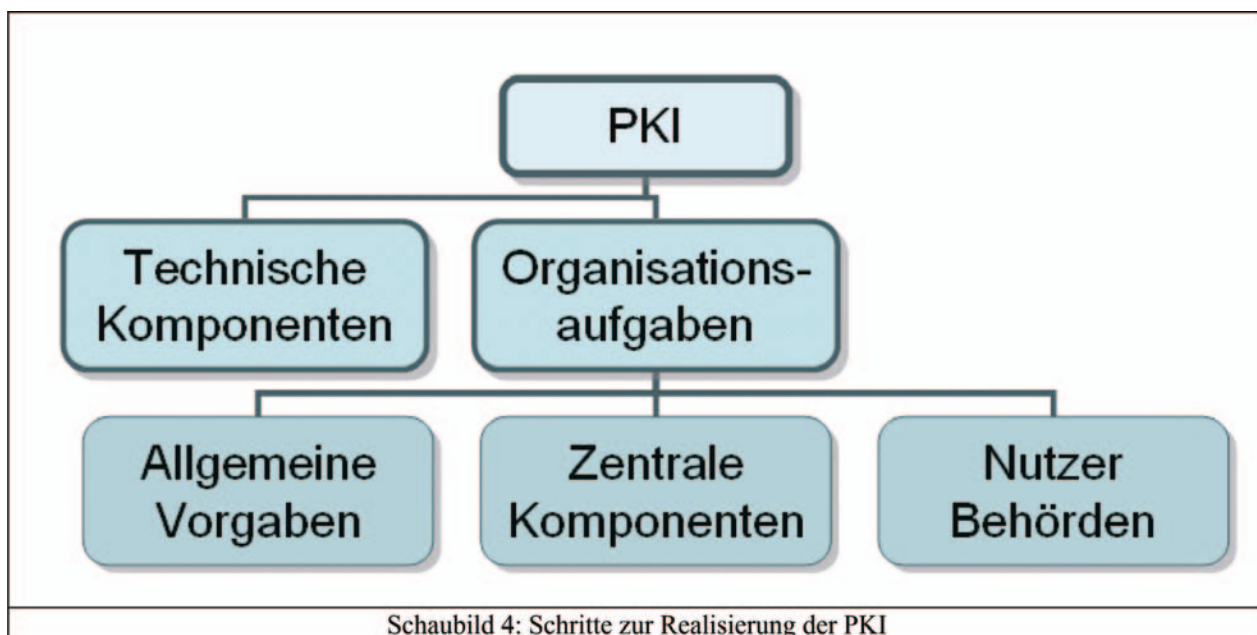 PKI
Technische
Komponenten
Organisations-
aufgaben
Allgemeine
Vorgaben
Zentrale
Komponenten
Nutzer
Behörden
Schaubild 4: Schritte zur Realisierung der PKI